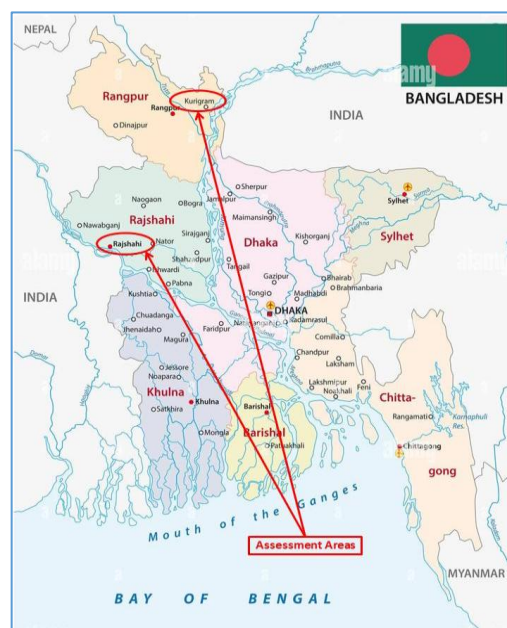 NEPAL
Brahmaputra
alamy
BANGLADESH
Rangpur
Kurigram
Rangpur
Dinajpur
INDIA
Sherpur
Jamalpur
Naogaon
Bogra
Maimansingh
Sylhet
Rajshahi
Nawabganj
Sirajganj
Kishorganj
Rajshahi
Nator
Dhaka
Sylhet
Shahzadpur
Tangail
Gazipur
Bhairab
Ishwardi
Pabna
Tongi
Madhabdi
Brahmanbaria
INDIA
Kushtia
DHAKA
Chuadanga
Jhenaidah
Faridpur
Magura
Comilla
Chandpur
Jessore
Laksham
Noapara
Khulna
Khulna
Barishal
Lakshmipur
Feni
Noakhali
Chitta-
Satkhira
Barishal
Rangamati
Karnaphuli
Res.
Mongla
Patuakhali
Chittagong
gong
Mouth of the Ganges
Assessment Areas
MYANMAR
BAY OF BENGAL